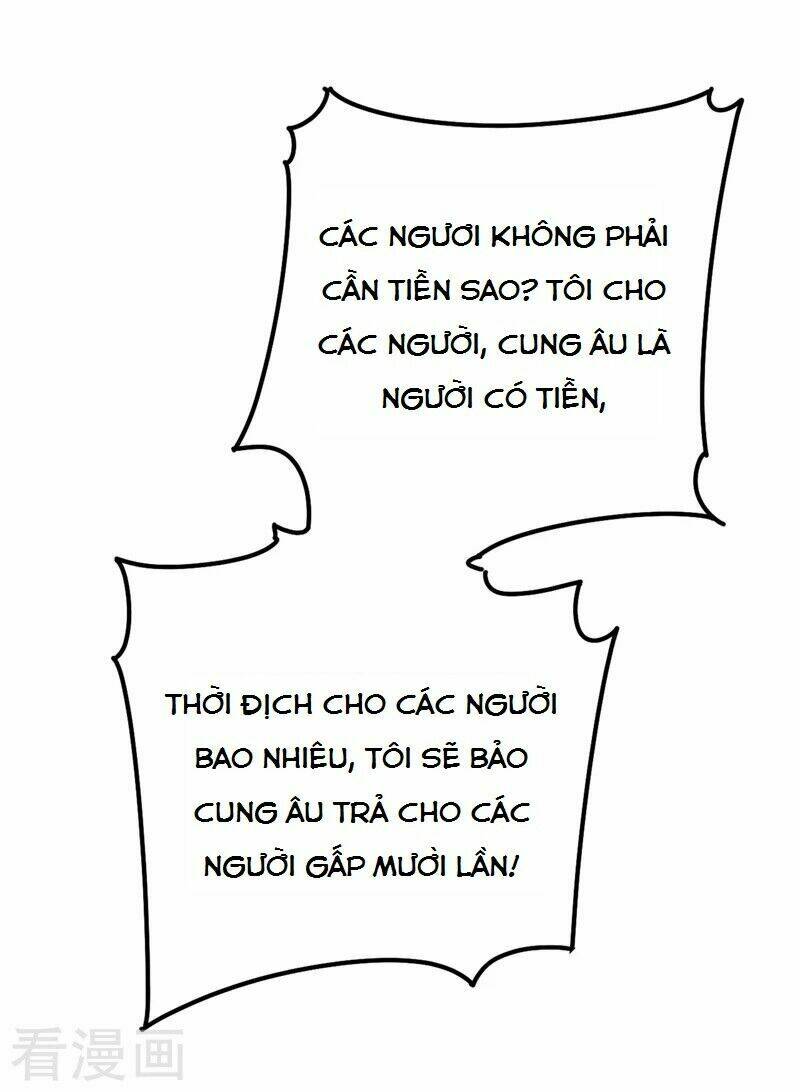 CÁC NGƯƠI KHÔNG PHẢI
CẦN TIỀN SAO? TÔI CHO
CÁC NGƯỜI, CUNG ÂU LÀ
NGƯỜI CÓ TIỀN,
THỜI ĐỊCH CHO CÁC NGƯỜI
BAO NHIÊU, TÔI SẼ BẢO
CUNG ÂU TRẢ CHO CÁC
NGƯỜI GẤP MƯỜI LẦN!
看漫画